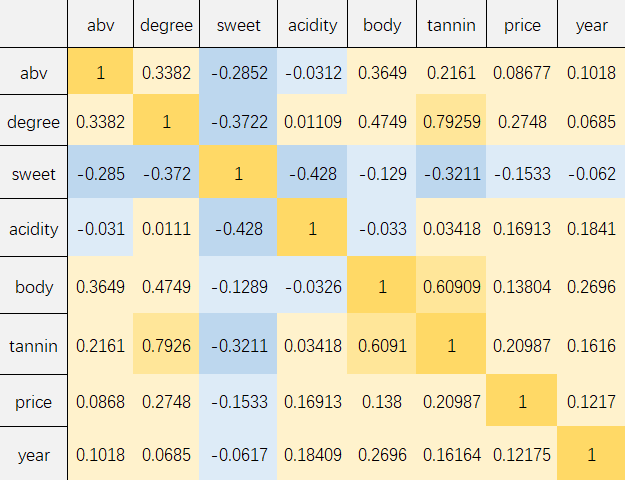 abv degree sweet acidity body tannin price year
abv 1 0.3382 -0.2852 -0.0312 0.3649 0.2161 0.08677 0.1018
degree 0.3382 1 -0.3722 0.01109 0.4749 0.79259 0.2748 0.0685
sweet -0.285 -0.372 1 -0.428 -0.129 -0.3211 -0.1533 -0.062
acidity -0.031 0.0111 -0.428 1 -0.033 0.03418 0.16913 0.1841
body 0.3649 0.4749 -0.1289 -0.0326 1 0.60909 0.13804 0.2696
tannin 0.2161 0.7926 -0.3211 0.03418 0.6091 1 0.20987 0.1616
price 0.0868 0.2748 -0.1533 0.16913 0.138 0.20987 1 0.1217
year 0.1018 0.0685 -0.0617 0.18409 0.2696 0.16164 0.12175 1